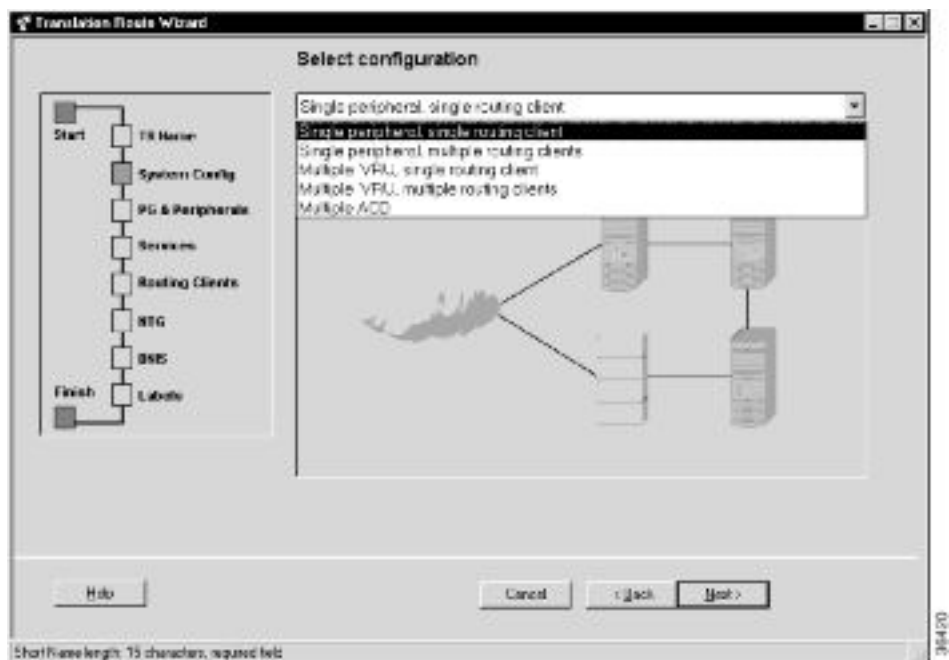 Translation Route Wizard
Select configuration
Single peripheral, single routing client
Single peripheral, single routing client
Single peripheral, multiple routing clients
Multiple VRU, single routing client
Multiple VRU, multiple routing clients
Multiple ACD
Start
TR Name
System Config
PG & Peripherals
Services
Routing Clients
NTG
DNIS
Labels
Finish
Help
Cancel
< Back
Next >
Short Name length: 15 characters, required field
38420